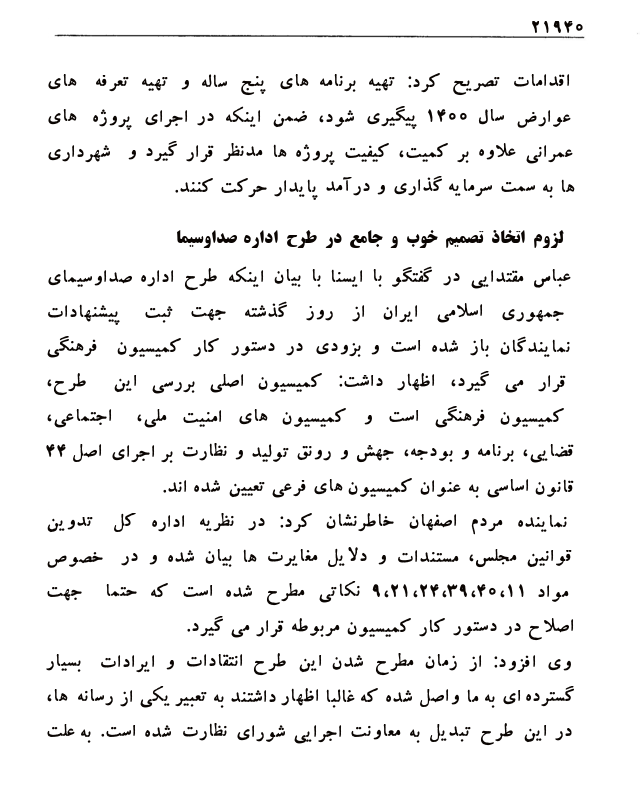 ۲۱۹۴۰
اقدامات تصریح کرد: تهیه برنامه های پنج ساله و تهیه تعرفه های
عوارض سال ۱۴۰۰ پیگیری شود، ضمن اینکه در اجرای پروژه های
عمرانی علاوه بر کمیت، کیفیت پروژه ها مدنظر قرار گیرد و شهرداری
ها به سمت سرمایه گذاری و درآمد پایدار حرکت کنند.
لزوم اتخاذ تصمیم خوب و جامع در طرح اداره صداوسیما
عباس مقتدایی در گفتگو با ایسنا با بیان اینکه طرح اداره صداوسیمای
جمهوری اسلامی ایران از روز گذشته جهت ثبت پیشنهادات
نمایندگان باز شده است و بزودی در دستور کار کمیسیون فرهنگی
قرار می گیرد، اظهار داشت: کمیسیون اصلی بررسی این طرح،
کمیسیون فرهنگی است و کمیسیون های امنیت ملی، اجتماعی،
قضایی، برنامه و بودجه، جهش و رونق تولید و نظارت بر اجرای اصل ۴۴
قانون اساسی به عنوان کمیسیون های فرعی تعیین شده اند.
نماینده مردم اصفهان خاطرنشان کرد: در نظریه اداره کل تدوین
قوانین مجلس، مستندات و دلایل مغایرت ها بیان شده و در خصوص
مواد ۹،۲۱،۲۴،۳۹،۴۰،۱۱ نکاتی مطرح شده است که حتما جهت
اصلاح در دستور کار کمیسیون مربوطه قرار می گیرد.
وی افزود: از زمان مطرح شدن این طرح انتقادات و ایرادات بسیار
گسترده ای به ما واصل شده که غالبا اظهار داشتند به تعبیر یکی از رسانه ها،
در این طرح تبدیل به معاونت اجرایی شورای نظارت شده است. به علت